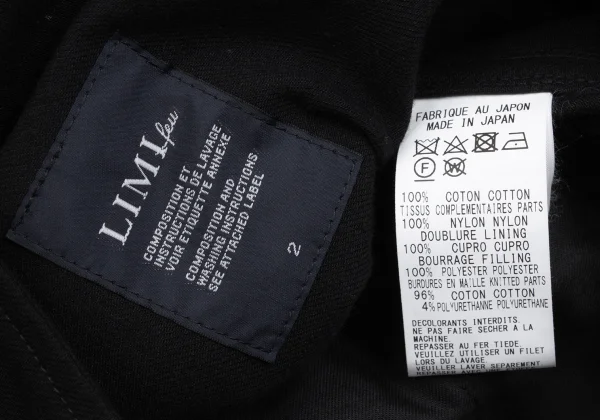 LIMI feu
COMPOSITION ET
INSTRUCTIONS DE LAVAGE
VOIR ETIQUETTE ANNEXE
COMPOSITION AND
WASHING INSTRUCTIONS
SEE ATTACHED LABEL
2
FABRIQUE AU JAPON
MADE IN JAPAN
F W
100% COTON COTTON
TISSUS COMPLEMENTAIRES PARTS
100% NYLON NYLON
DOUBLURE LINING
100% CUPRO CUPRO
BOURRAGE FILLING
100% POLYESTER POLYESTER
BURDURES EN MAILLE KNITTED PARTS
96% COTON COTTON
4% POLYURETHANNE POLYURETHANE
DECOLORANTS INTERDITS.
NE PAS FAIRE SECHER A LA
MACHINE.
REPASSER AU FER TIEDE.
VEUILLEZ UTILISER UN FILET
LORS DU LAVAGE.
VEUILLER LAVER SEPAREMENT